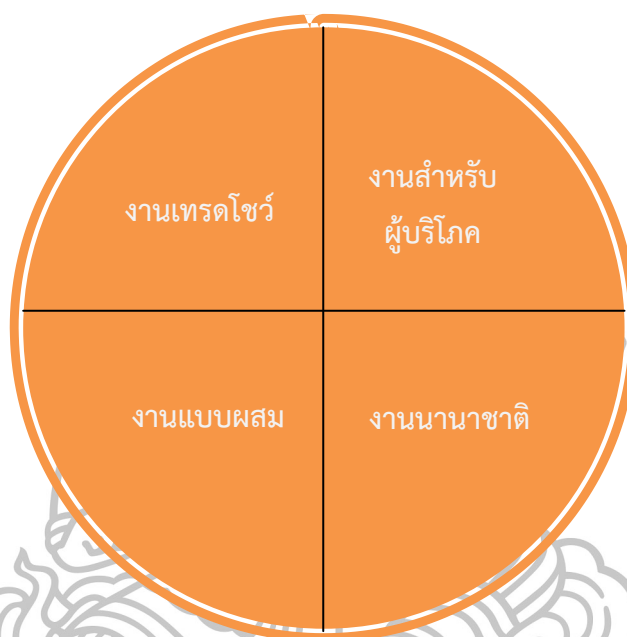 งานเทรดโชว์
งานสำหรับ
ผู้บริโภค
งานแบบผสม
งานนานาชาติ